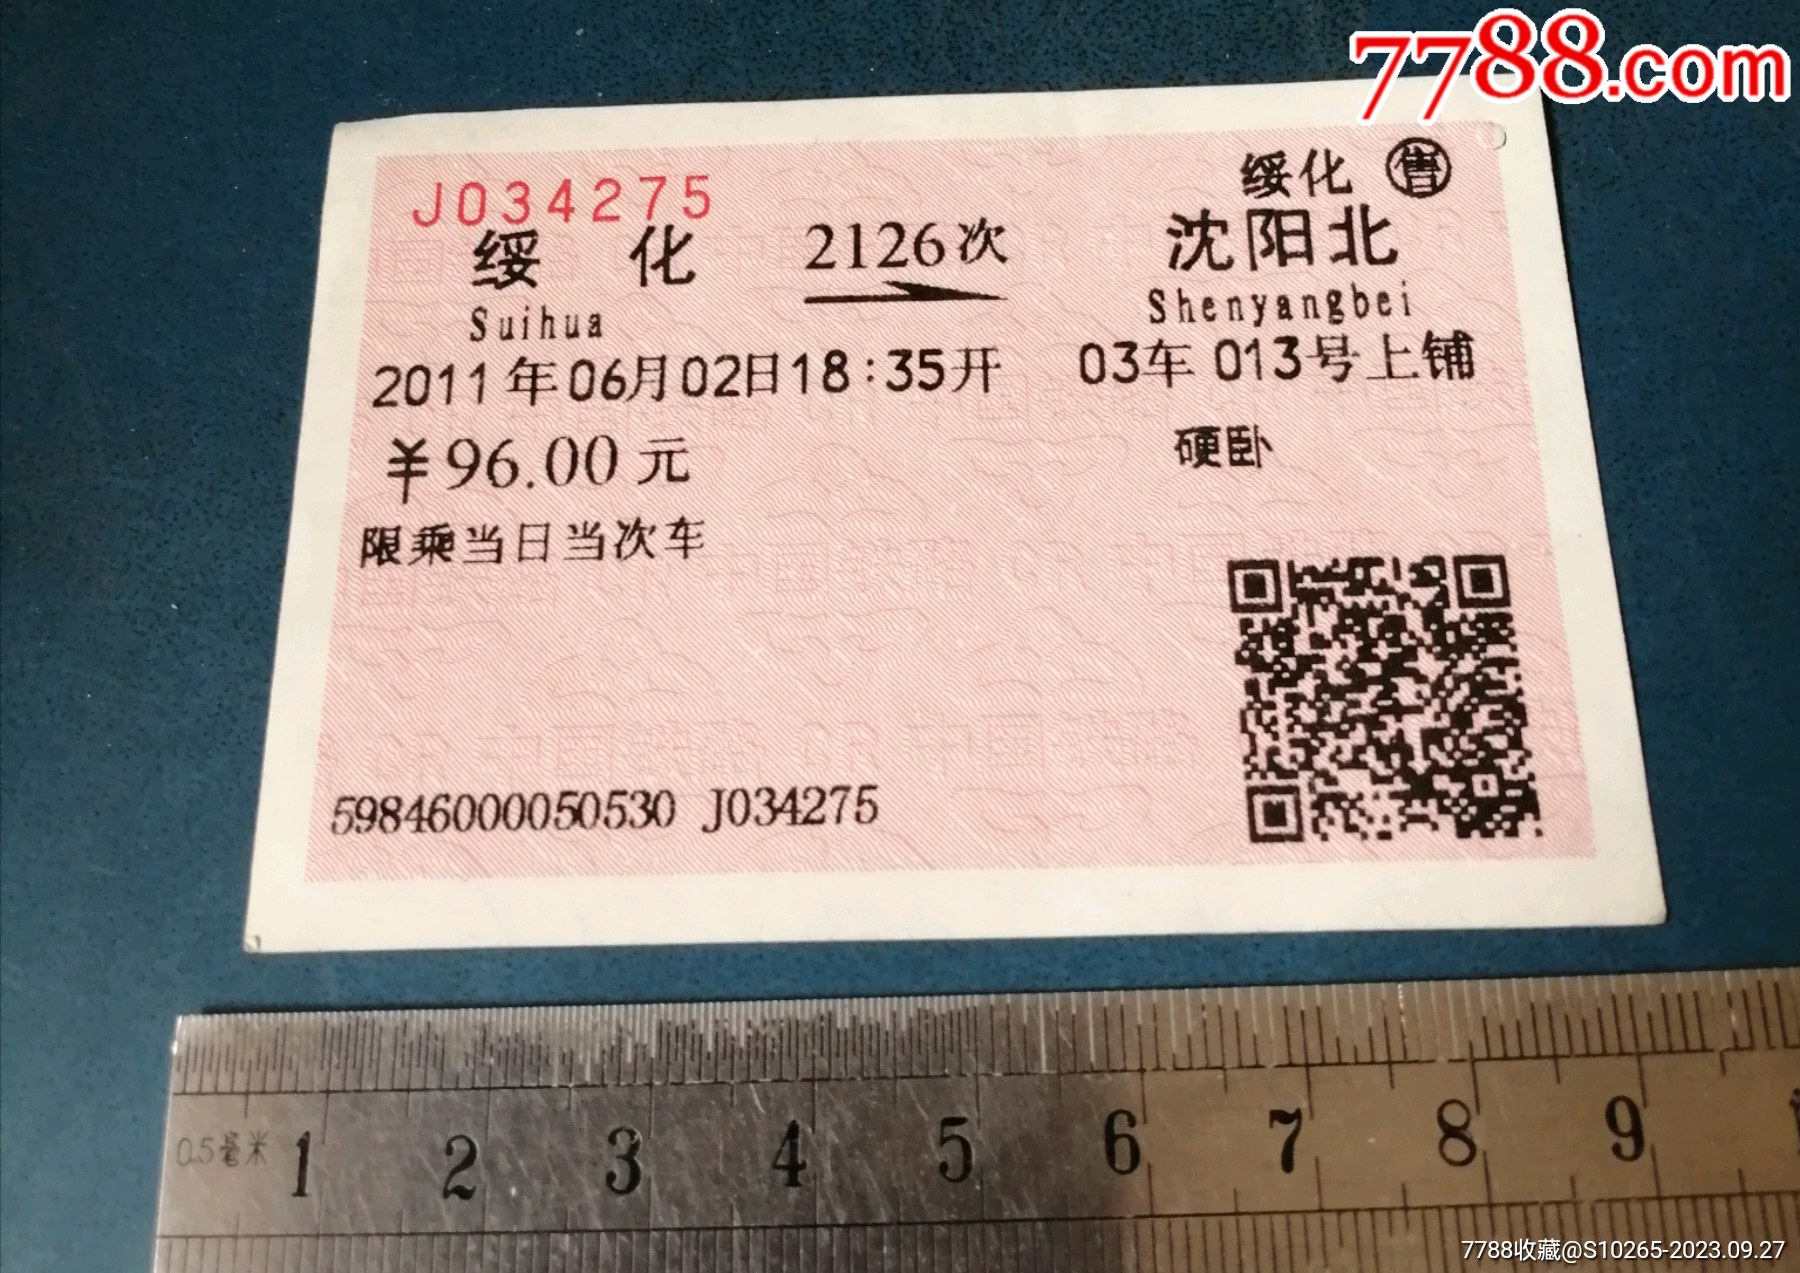 7788.com
J034275
绥化 售
绥化 2126次 沈阳北
Suihua Shenyangbei
2011年06月02日18:35开 03车013号上铺
¥96.00元 硬卧
限乘当日当次车
59846000050530 J034275
0.5毫米 1 2 3 4 5 6 7 8 9
7788收藏@S10265-2023.09.27